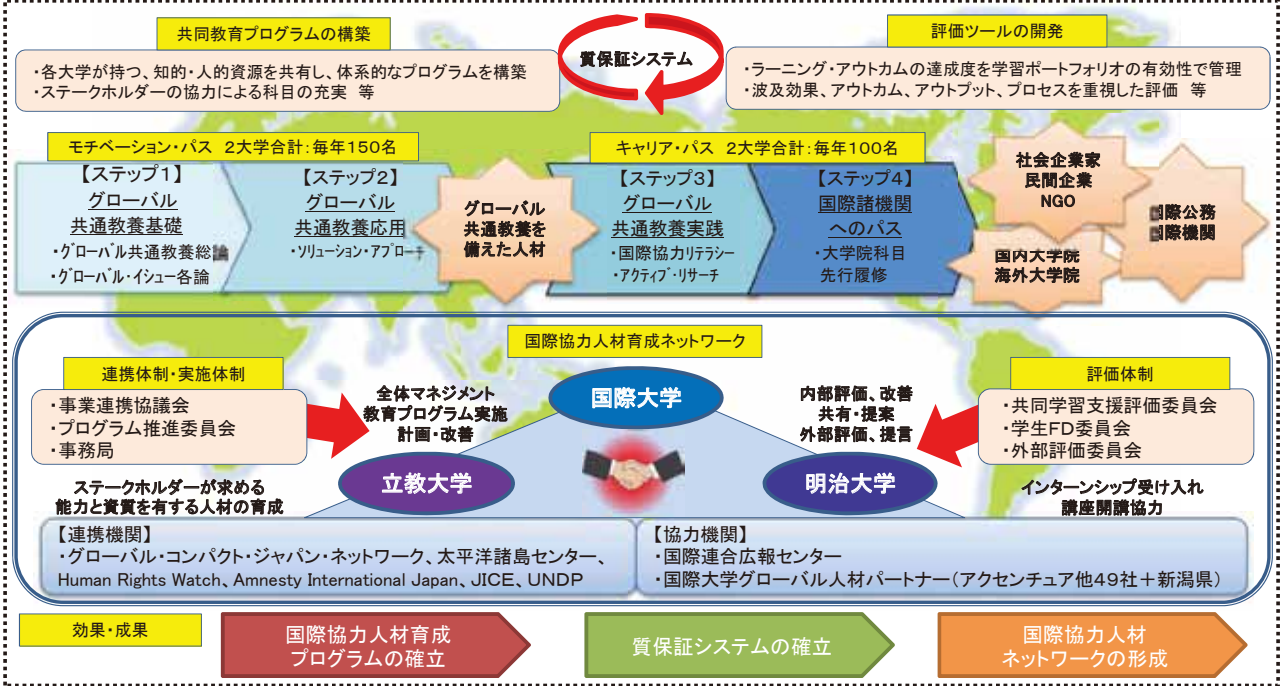 共同教育プログラムの構築
・各大学が持つ、知的・人的資源を共有し、体系的なプログラムを構築
・ステークホルダーの協力による科目の充実 等
質保証システム
評価ツールの開発
・ラーニング・アウトカムの達成度を学習ポートフォリオの有効性で管理
・波及効果、アウトカム、アウトプット、プロセスを重視した評価 等
モチベーション・パス 2大学合計：毎年150名
【ステップ1】
グローバル
共通教養基礎
・グローバル共通教養総論
・グローバル・イシュー各論
【ステップ2】
グローバル
共通教養応用
・ソリューション・アプローチ
グローバル
共通教養を
備えた人材
キャリア・パス 2大学合計：毎年100名
【ステップ3】
グローバル
共通教養実践
・国際協力リテラシー
・アクティブ・リサーチ
【ステップ4】
国際諸機関
へのパス
・大学院科目
先行履修
社会企業家
民間企業
NGO
国内大学院
海外大学院
国際公務
国際機関
国際協力人材育成ネットワーク
連携体制・実施体制
・事業連携協議会
・プログラム推進委員会
・事務局
全体マネジメント
教育プログラム実施
計画・改善
国際大学
内部評価、改善
共有・提案
外部評価、提言
評価体制
・共同学習支援評価委員会
・学生FD委員会
・外部評価委員会
立教大学
明治大学
ステークホルダーが求める
能力と資質を有する人材の育成
インターンシップ受け入れ
講座開講協力
【連携機関】
・グローバル・コンパクト・ジャパン・ネットワーク、太平洋諸島センター、
Human Rights Watch、Amnesty International Japan、JICE、UNDP
【協力機関】
・国際連合広報センター
・国際大学グローバル人材パートナー（アクセンチュア他49社＋新潟県）
効果・成果
国際協力人材育成
プログラムの確立
質保証システムの確立
国際協力人材
ネットワークの形成